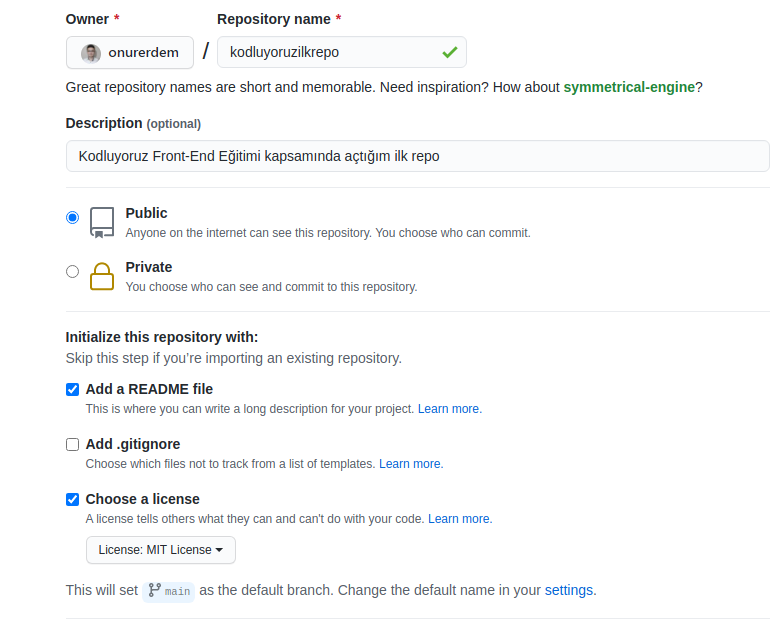 Owner * Repository name *
onurerdem / kodluyoruzilkrepo
Great repository names are short and memorable. Need inspiration? How about symmetrical-engine?
Description (optional)
Kodluyoruz Front-End Eğitimi kapsamında açtığım ilk repo
Public
Anyone on the internet can see this repository. You choose who can commit.
Private
You choose who can see and commit to this repository.
Initialize this repository with:
Skip this step if you’re importing an existing repository.
Add a README file
This is where you can write a long description for your project. Learn more.
Add .gitignore
Choose which files not to track from a list of templates. Learn more.
Choose a license
A license tells others what they can and can't do with your code. Learn more.
License: MIT License
This will set main as the default branch. Change the default name in your settings.